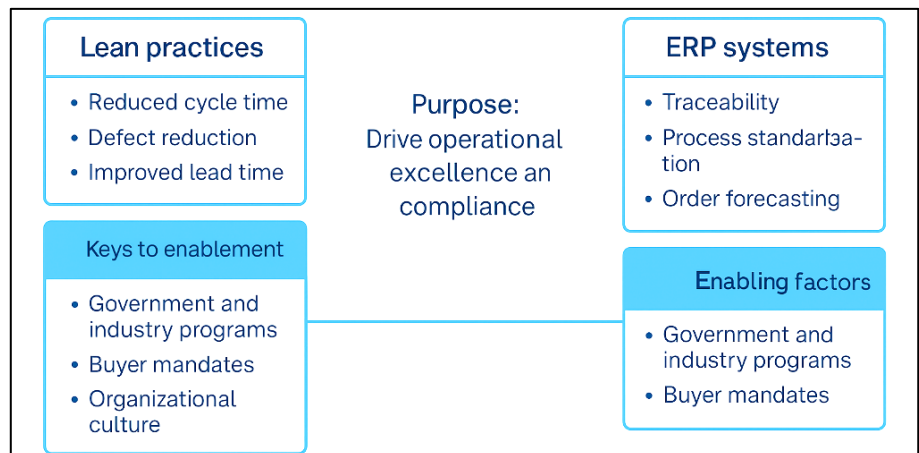 Lean practices
• Reduced cycle time
• Defect reduction
• Improved lead time
Keys to enablement
• Government and
industry programs
• Buyer mandates
• Organizational
culture
Purpose:
Drive operational
excellence an
compliance
ERP systems
• Traceability
• Process standarlɜa-
tion
• Order forecasting
Enabling factors
• Government and
industry programs
• Buyer mandates